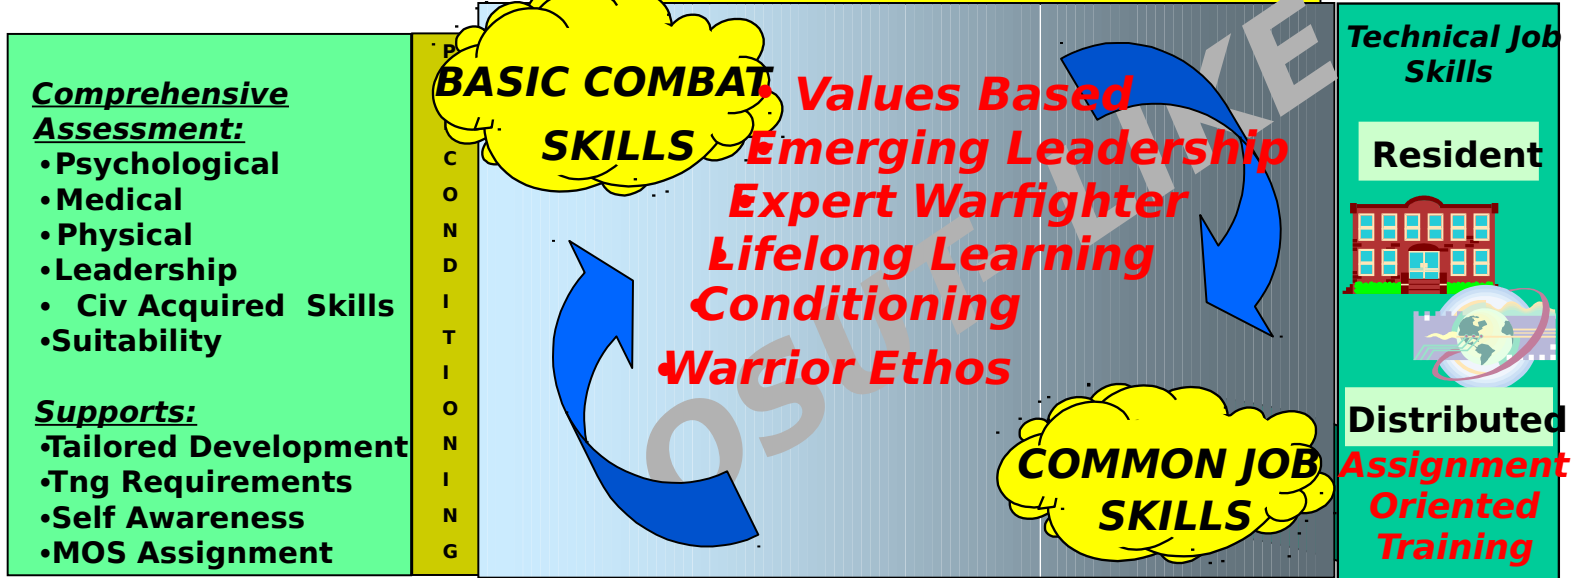 Comprehensive
Assessment:
•Psychological
•Medical
•Physical
•Leadership
• Civ Acquired Skills
•Suitability
Supports:
•Tailored Development
•Tng Requirements
•Self Awareness
•MOS Assignment
P
C
O
N
D
I
T
I
O
N
I
N
G
BASIC COMBAT
SKILLS
• Values Based
•Emerging Leadership
•Expert Warfighter
•Lifelong Learning
•Conditioning
•Warrior Ethos
OSUT- LIKE
COMMON JOB
SKILLS
Technical Job
Skills
Resident
Distributed
Assignment
Oriented
Training